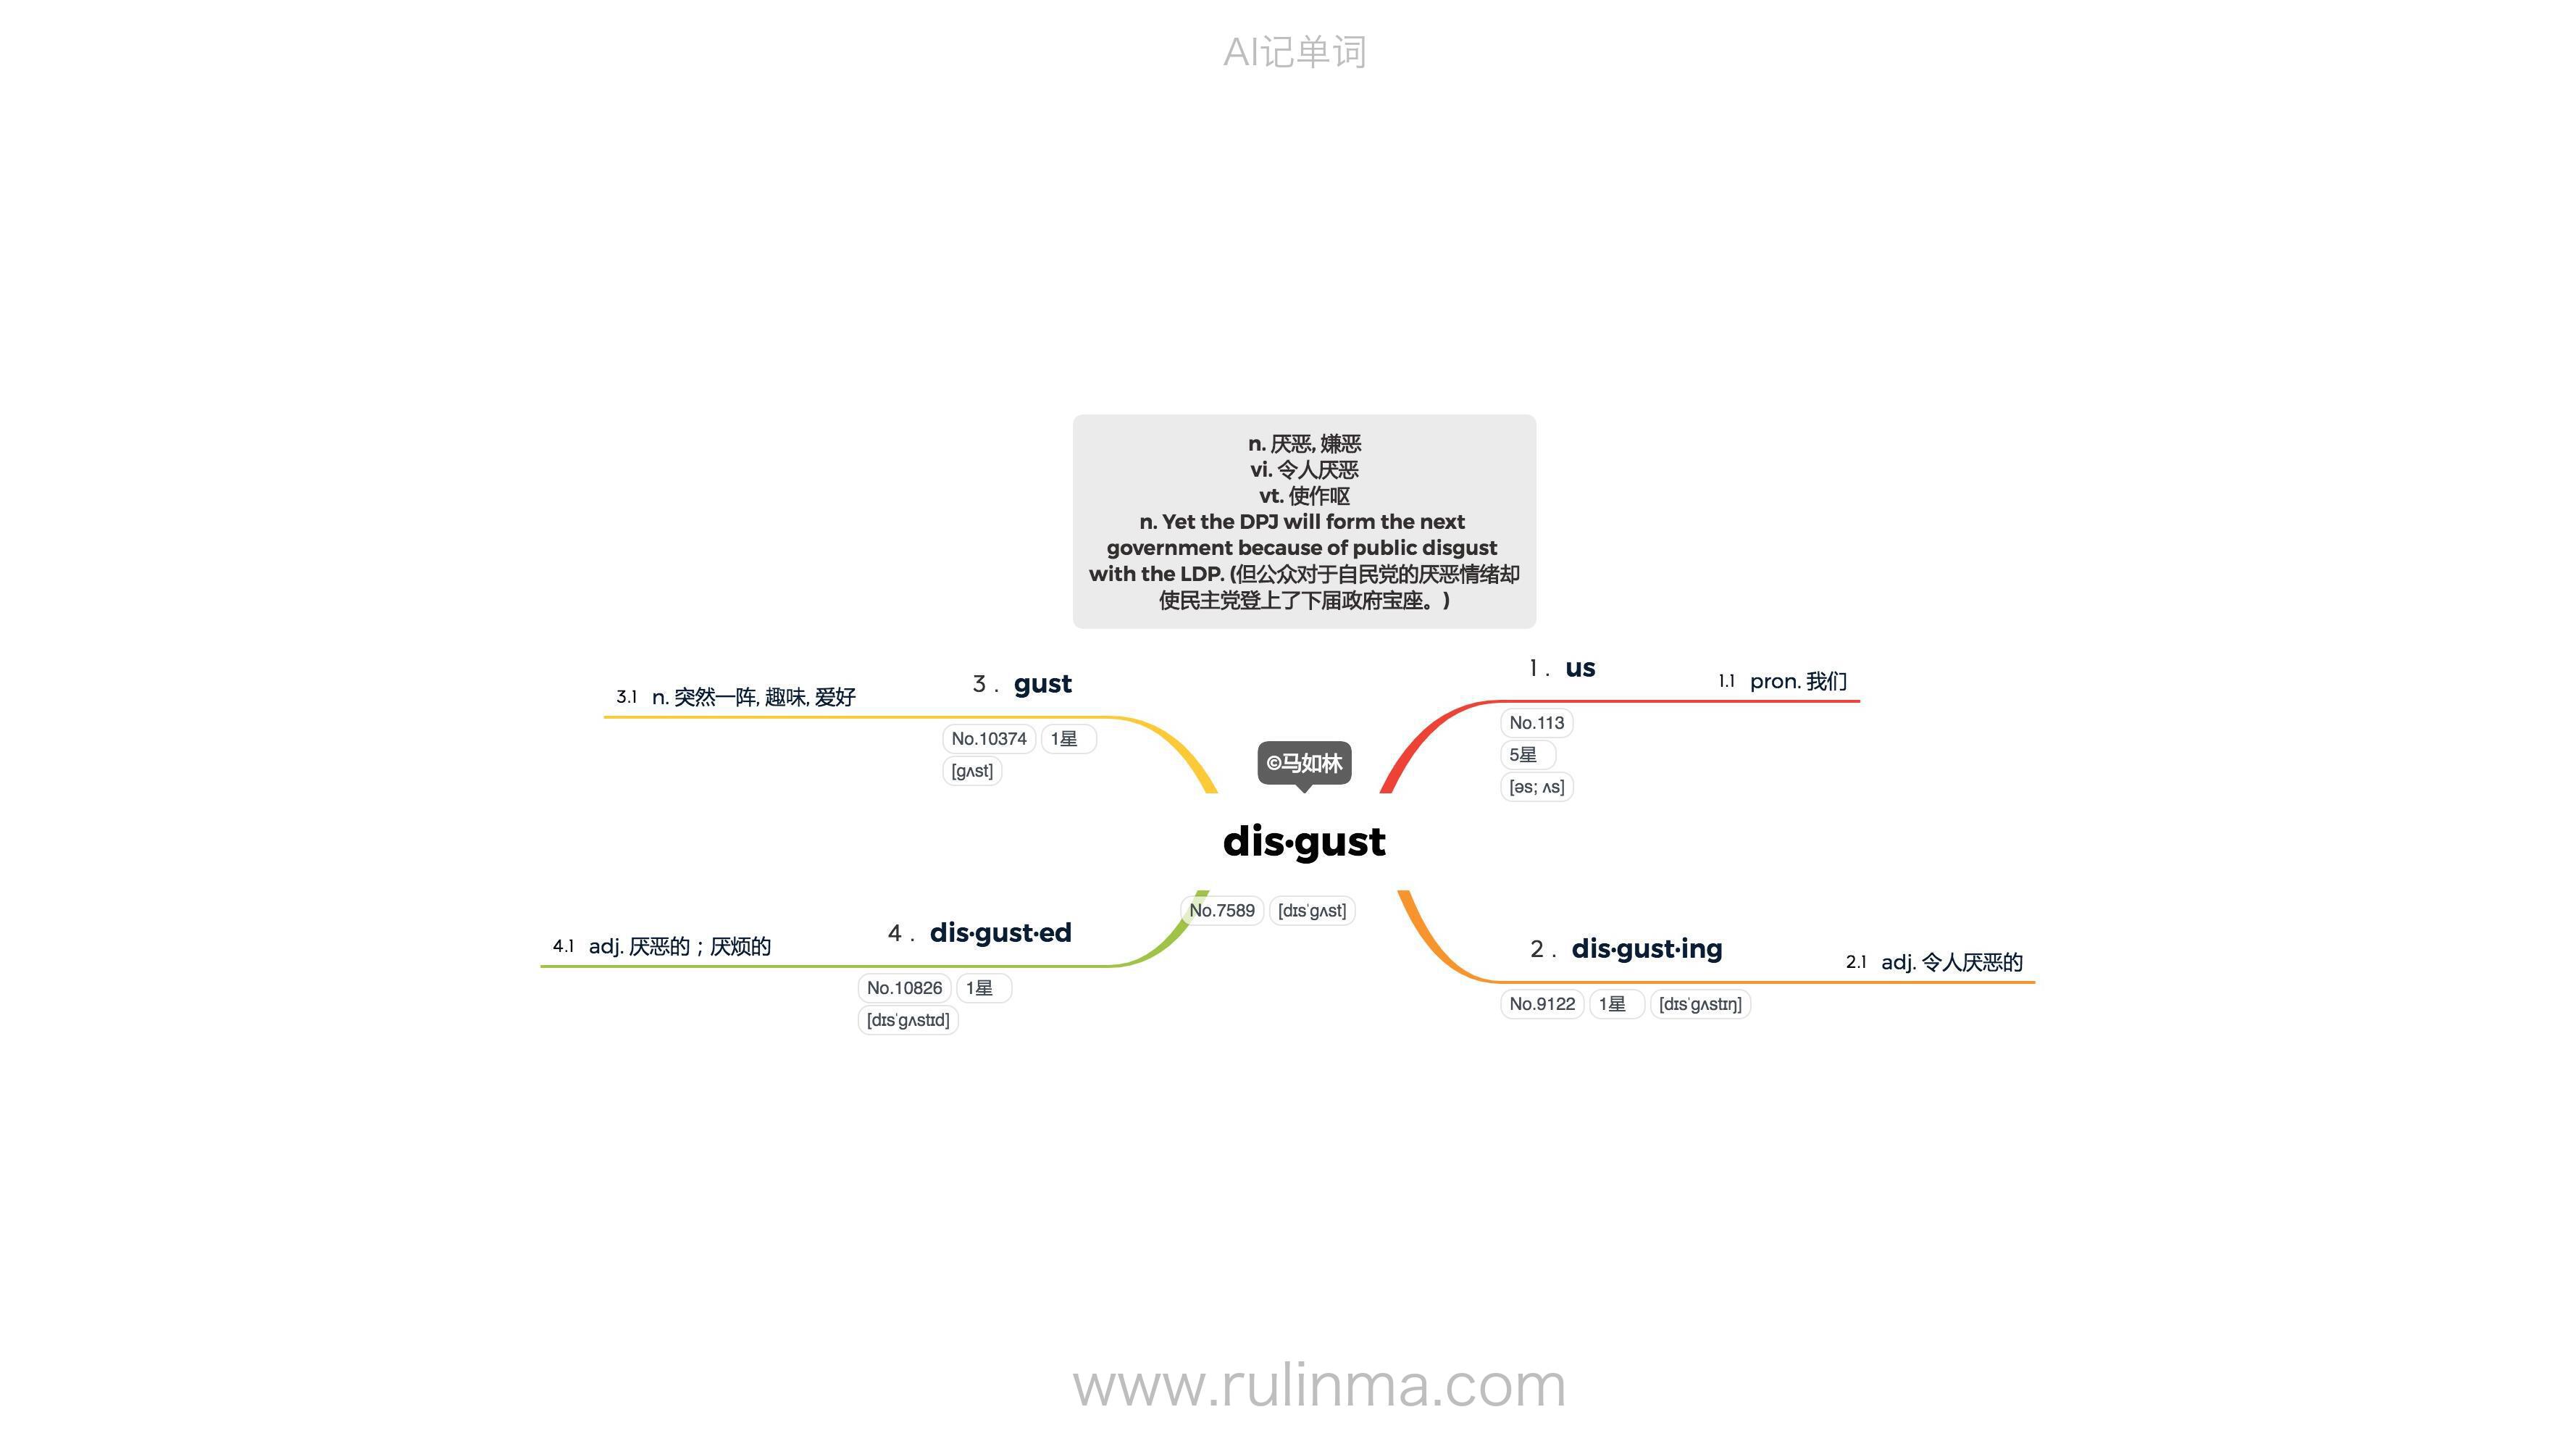 AI记单词
n. 厌恶, 嫌恶
vi. 令人厌恶
vt. 使作呕
n. Yet the DPJ will form the next
government because of public disgust
with the LDP. (但公众对于自民党的厌恶情绪却
使民主党登上了下届政府宝座。)
3 . gust
3.1 n. 突然一阵, 趣味, 爱好
No.10374 1星
[gʌst]
1 . us
1.1 pron. 我们
No.113
5星
[əs; ʌs]
©马如林
dis·gust
No.7589 [dɪsˈgʌst]
4 . dis·gust·ed
4.1 adj. 厌恶的；厌烦的
No.10826 1星
[dɪsˈgʌstɪd]
2 . dis·gust·ing
2.1 adj. 令人厌恶的
No.9122 1星 [dɪsˈgʌstɪŋ]
www.rulinma.com